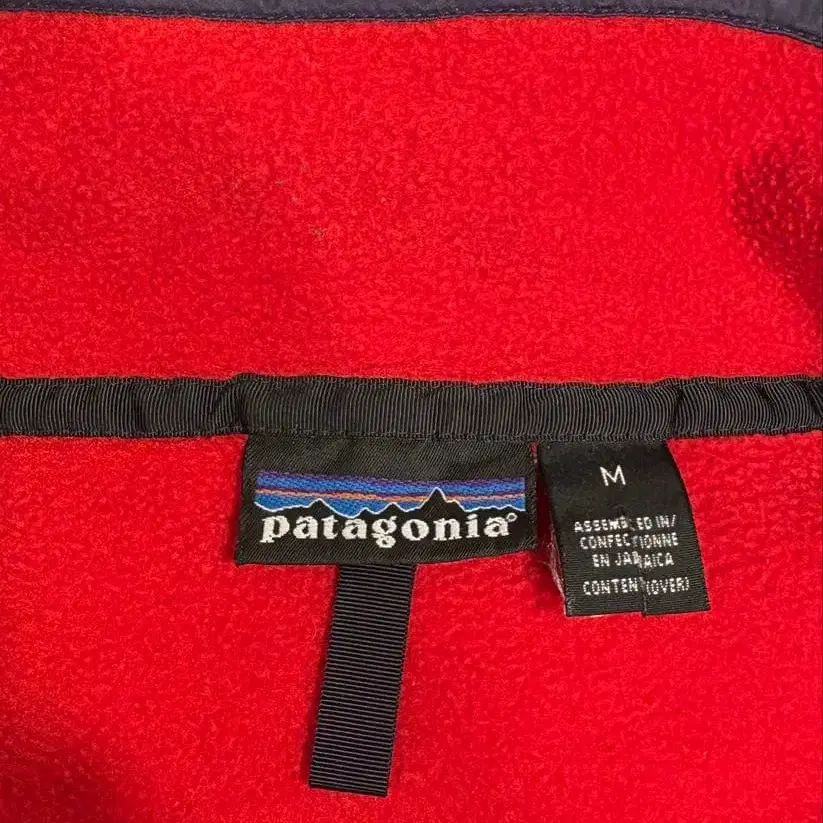 patagonia®
M
ASSEMBLED IN/
CONFECTIONNE
EN JAMAICA
CONTENT(OVER)